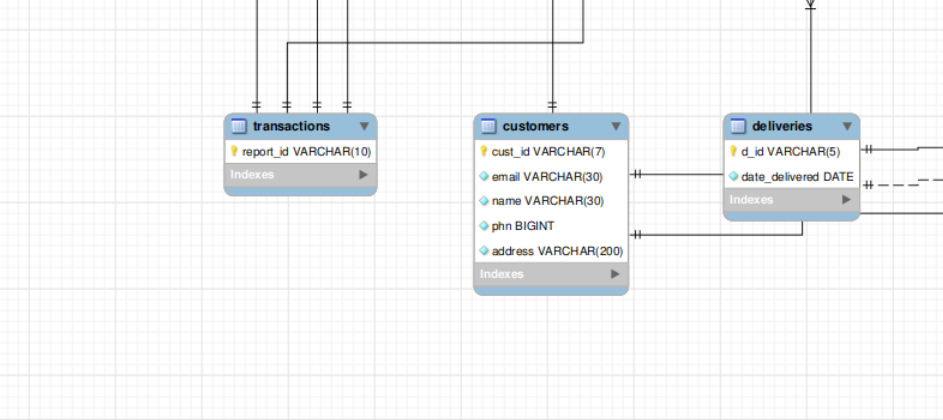 transactions
report_id VARCHAR(10)
Indexes
customers
cust_id VARCHAR(7)
email VARCHAR(30)
name VARCHAR(30)
phn BIGINT
address VARCHAR(200)
Indexes
deliveries
d_id VARCHAR(5)
date_delivered DATE
Indexes